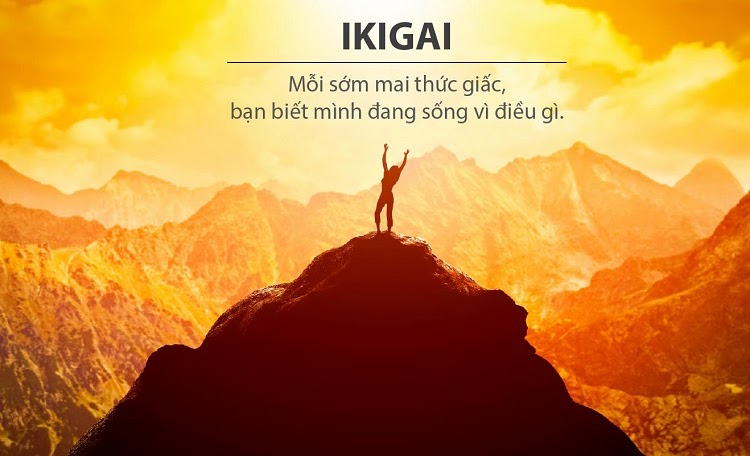 IKIGAI
Mỗi sớm mai thức giấc,
bạn biết mình đang sống vì điều gì.